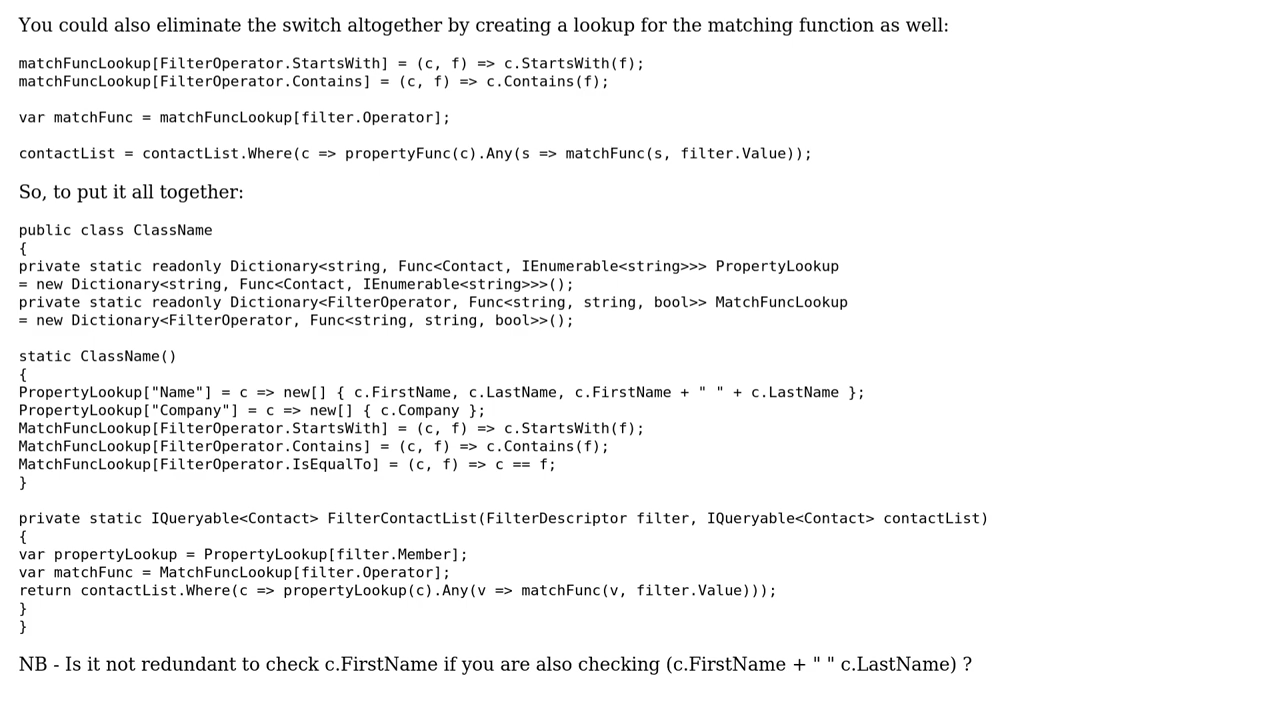 You could also eliminate the switch altogether by creating a lookup for the matching function as well:
matchFuncLookup[FilterOperator.StartsWith] = (c, f) => c.StartsWith(f);
matchFuncLookup[FilterOperator.Contains] = (c, f) => c.Contains(f);
var matchFunc = matchFuncLookup[filter.Operator];
contactList = contactList.Where(c => propertyFunc(c).Any(s => matchFunc(s, filter.Value));
So, to put it all together:
public class ClassName
{
private static readonly Dictionary<string, Func<Contact, IEnumerable<string>>> PropertyLookup
= new Dictionary<string, Func<Contact, IEnumerable<string>>>();
private static readonly Dictionary<FilterOperator, Func<string, string, bool>> MatchFuncLookup
= new Dictionary<FilterOperator, Func<string, string, bool>>();
static ClassName()
{
PropertyLookup["Name"] = c => new[] { c.FirstName, c.LastName, c.FirstName + " " + c.LastName };
PropertyLookup["Company"] = c => new[] { c.Company };
MatchFuncLookup[FilterOperator.StartsWith] = (c, f) => c.StartsWith(f);
MatchFuncLookup[FilterOperator.Contains] = (c, f) => c.Contains(f);
MatchFuncLookup[FilterOperator.IsEqualTo] = (c, f) => c == f;
}
private static IQueryable<Contact> FilterContactList(FilterDescriptor filter, IQueryable<Contact> contactList)
{
var propertyLookup = PropertyLookup[filter.Member];
var matchFunc = MatchFuncLookup[filter.Operator];
return contactList.Where(c => propertyLookup(c).Any(v => matchFunc(v, filter.Value)));
}
}
NB - Is it not redundant to check c.FirstName if you are also checking (c.FirstName + " " c.LastName) ?